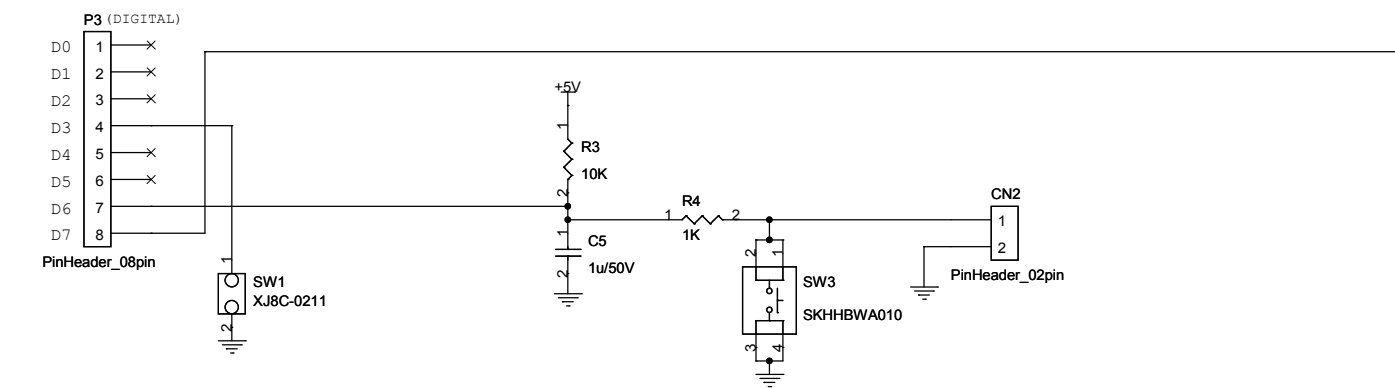 P3 (DIGITAL)
D0 1
D1 2
D2 3
D3 4
D4 5
D5 6
D6 7
D7 8
PinHeader_08pin
1
SW1
XJ8C-0211
2
+5V
1
R3
10K
2
1
C5
1u/50V
2
R4
1 2
1K
2 1
SW3
SKHHBWA010
3 4
CN2
1
2
PinHeader_02pin